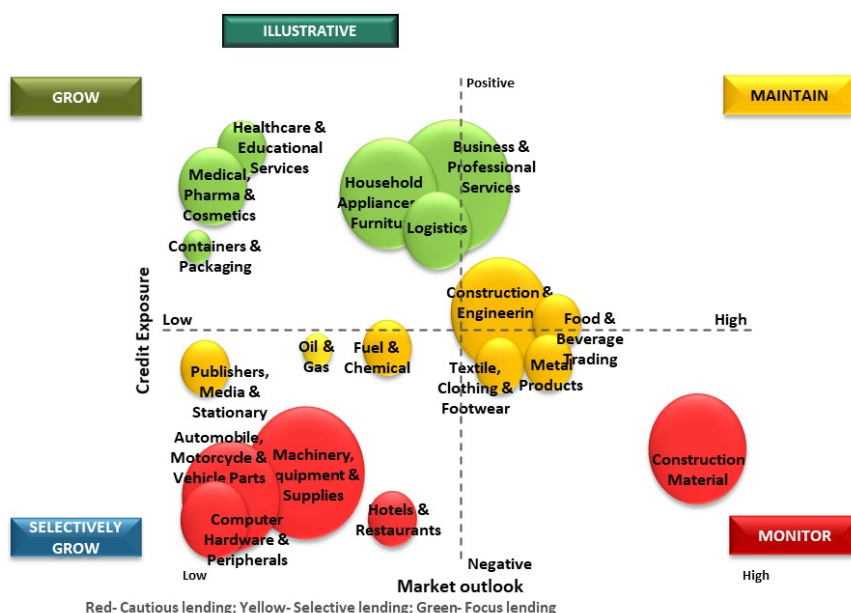 ILLUSTRATIVE
GROW
Positive
MAINTAIN
Healthcare &
Educational
Services
Business &
Professional
Services
Medical,
Pharma &
Cosmetics
Household
Appliances
Furnitu
Logistics
Containers &
Packaging
Credit Exposure
Construction &
Engineerin
Low
High
Food &
Beverage
Trading
Oil &
Gas
Fuel &
Chemical
Publishers,
Media &
Stationary
Textile,
Clothing &
Footwear
Metal
Products
Automobile,
Motorcycle &
Vehicle Parts
Machinery,
quipment &
Supplies
Construction
Material
Computer
Hardware &
Peripherals
Hotels &
Restaurants
SELECTIVELY
GROW
MONITOR
Negative
Low
High
Market outlook
Red- Cautious lending; Yellow- Selective lending; Green- Focus lending